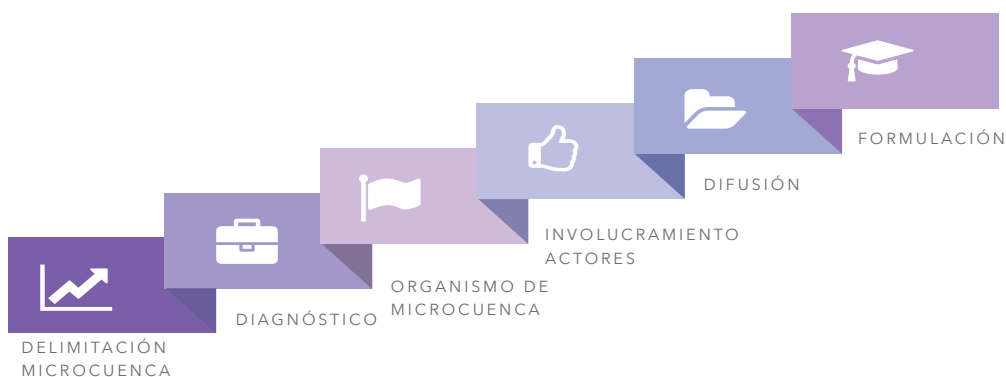 DELIMITACIÓN
MICROCUENCA
DIAGNÓSTICO
ORGANISMO DE
MICROCUENCA
INVOLUCRAMIENTO
ACTORES
DIFUSIÓN
FORMULACIÓN